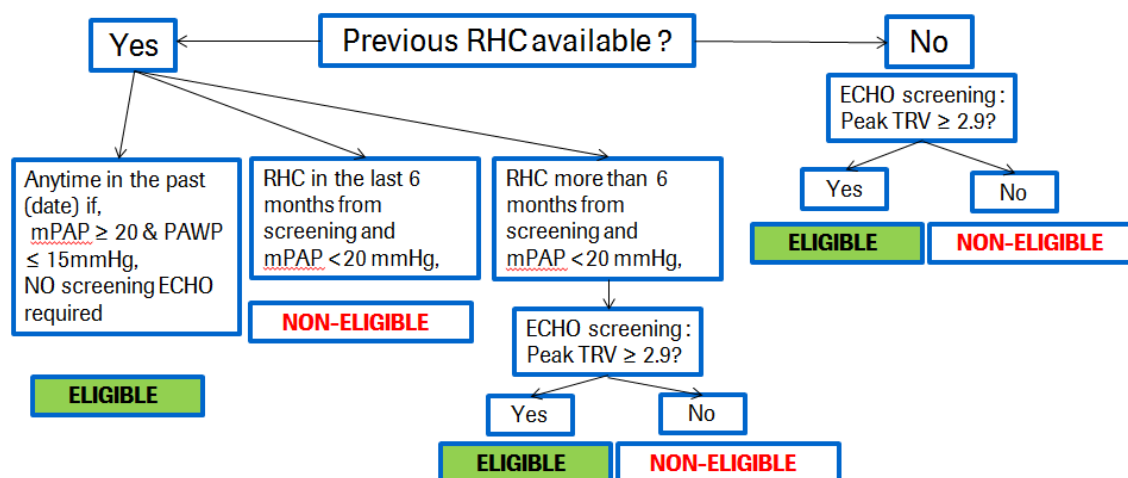 Previous RHC available ?
Yes
No
Anytime in the past
(date) if,
mPAP ≥ 20 & PAWP
≤ 15mmHg,
NO screening ECHO
required
ELIGIBLE
RHC in the last 6
months from
screening and
mPAP <20 mmHg,
NON-ELIGIBLE
RHC more than 6
months from
screening and
mPAP <20 mmHg,
ECHO screening :
Peak TRV ≥ 2.9?
Yes
No
ELIGIBLE
NON-ELIGIBLE
ECHO screening :
Peak TRV ≥ 2.9?
Yes
No
ELIGIBLE
NON-ELIGIBLE